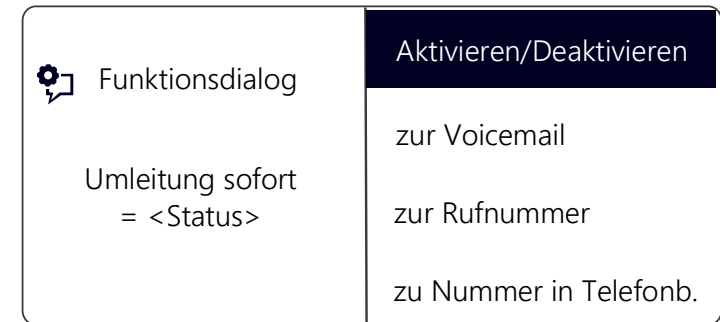 Funktionsdialog
Umleitung sofort
= <Status>
Aktivieren/Deaktivieren
zur Voicemail
zur Rufnummer
zu Nummer in Telefonb.